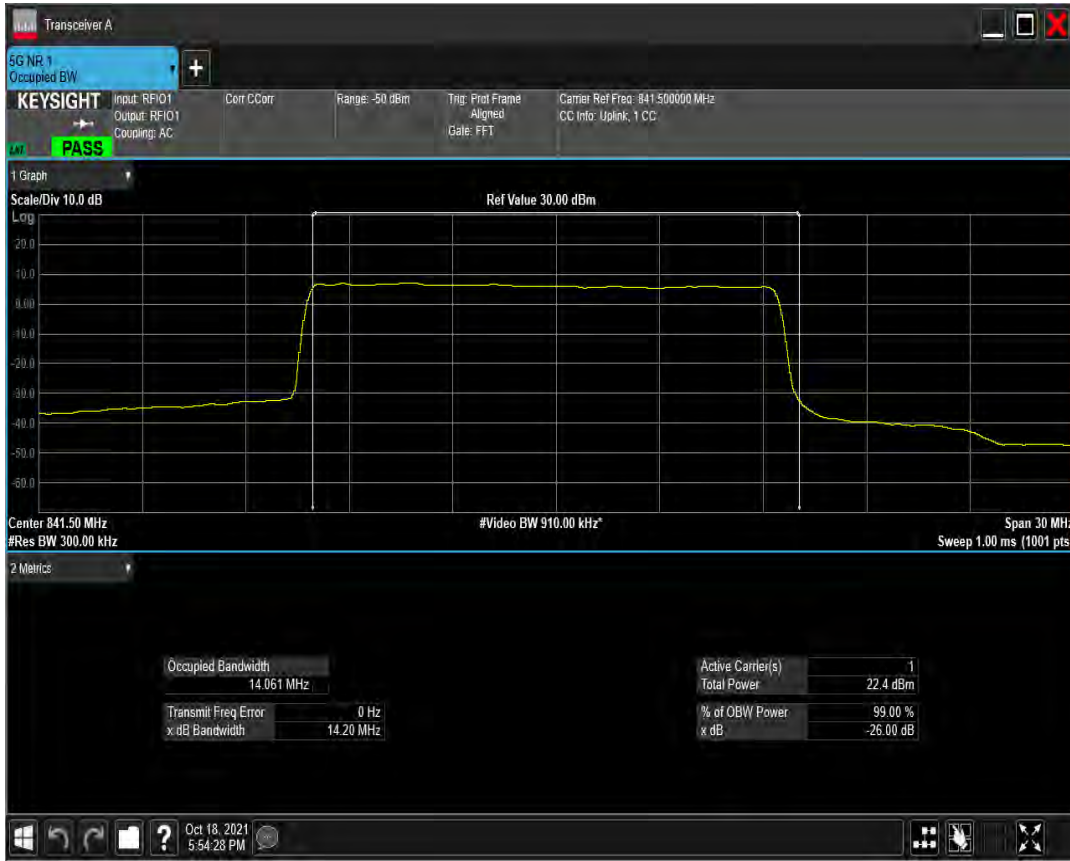 Transceiver A
5G NR 1
Occupied BW
+
KEYSIGHT
PASS
Input: RFIO1
Output: RFIO1
Coupling: AC
Corr CCorr
Range: -50 dBm
Trig: Prot Frame
Aligned
Gate: FFT
Carrier Ref Freq: 841.500000 MHz
CC Info: Uplink, 1 CC
1 Graph
Scale/Div 10.0 dB
Ref Value 30.00 dBm
Log
20.0
10.0
0.00
-10.0
-20.0
-30.0
-40.0
-50.0
-60.0
Center 841.50 MHz
#Video BW 910.00 kHz*
Span 30 MHz
#Res BW 300.00 kHz
Sweep 1.00 ms (1001 pts
2 Metrics
Occupied Bandwidth
14.061 MHz
Transmit Freq Error 0 Hz
x dB Bandwidth 14.20 MHz
Active Carrier(s) 1
Total Power 22.4 dBm
% of OBW Power 99.00 %
x dB -26.00 dB
?
Oct 18, 2021
5:54:28 PM